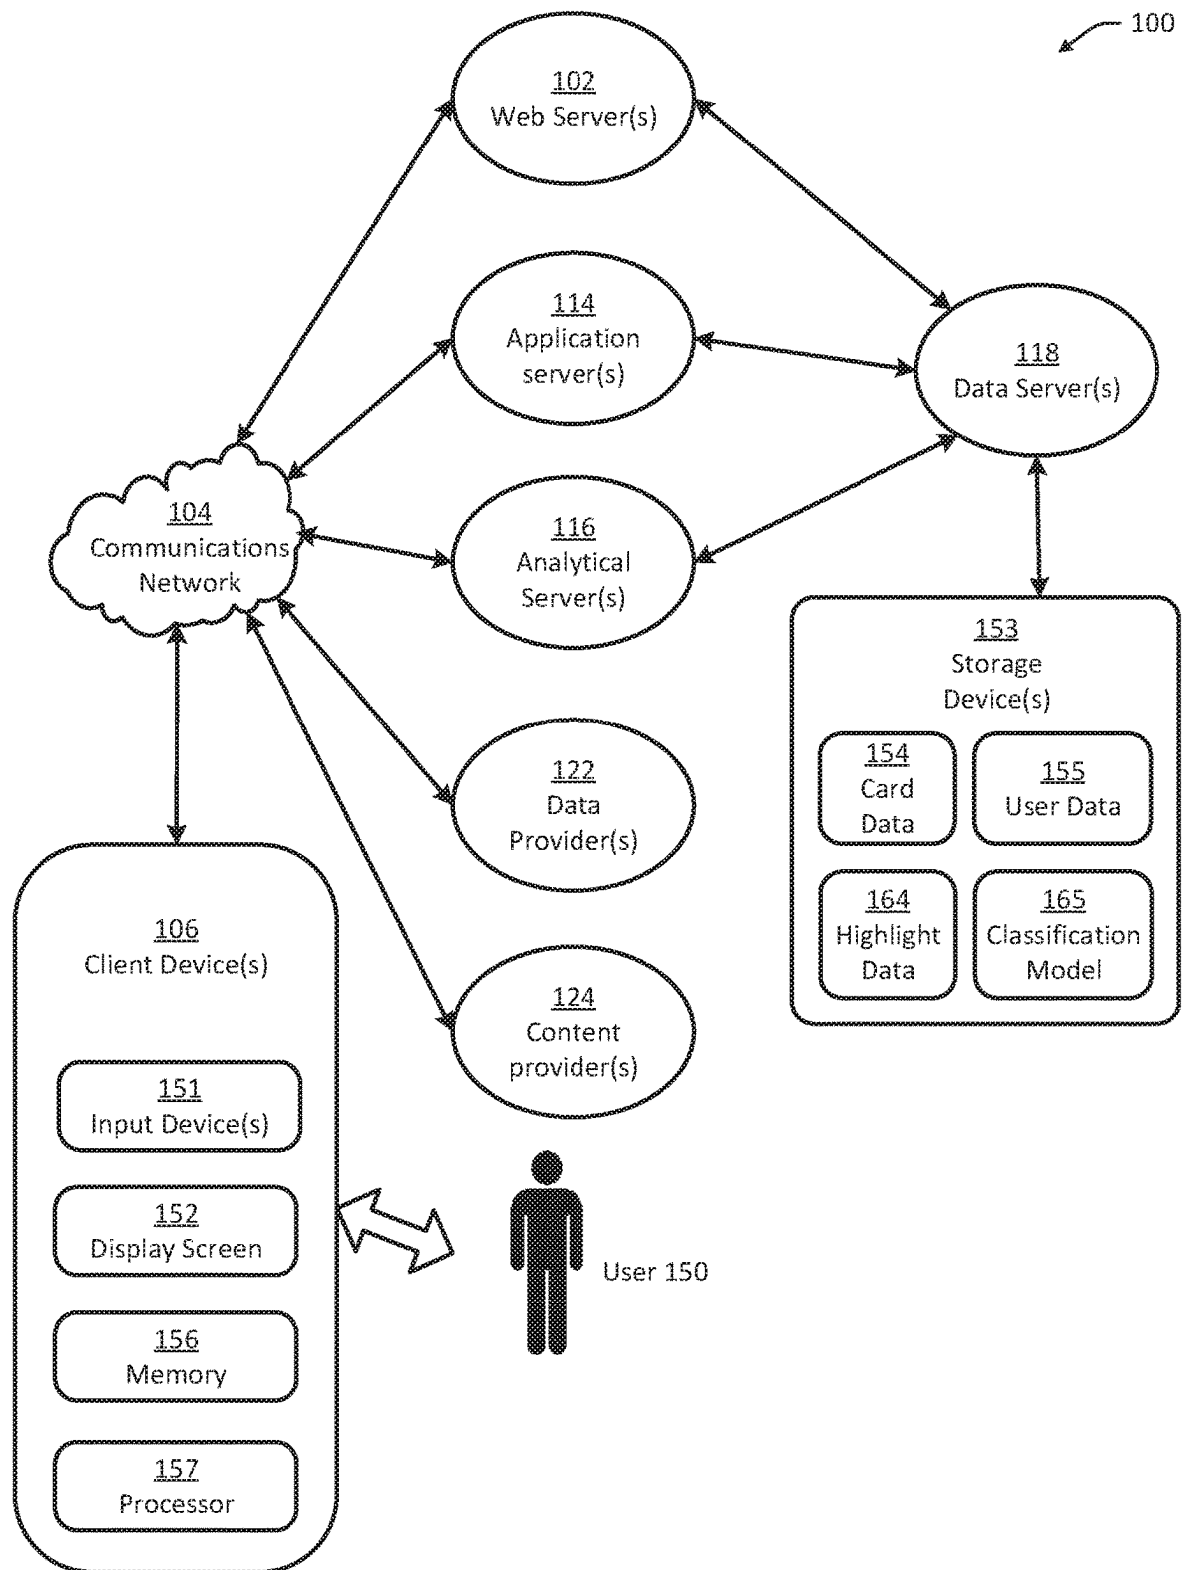 100
102
Web Server(s)
114
Application
server(s)
118
Data Server(s)
104
Communications
Network
116
Analytical
Server(s)
153
Storage
Device(s)
154
Card
Data
155
User Data
164
Highlight
Data
165
Classification
Model
122
Data
Provider(s)
124
Content
provider(s)
106
Client Device(s)
151
Input Device(s)
152
Display Screen
156
Memory
157
Processor
User 150